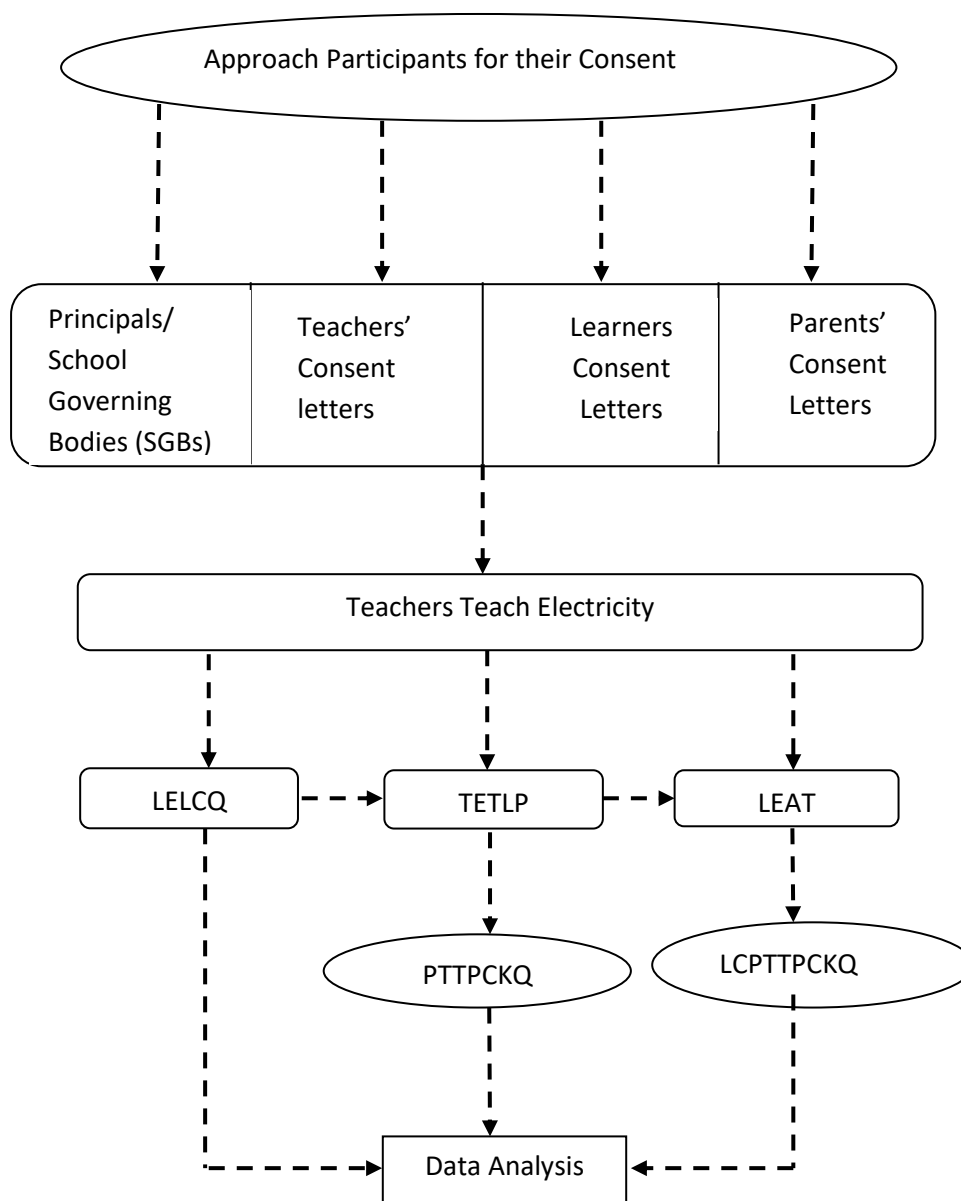 Approach Participants for their Consent
Principals/
School
Governing
Bodies (SGBs)
Teachers’
Consent
letters
Learners
Consent
Letters
Parents’
Consent
Letters
Teachers Teach Electricity
LELCQ
TETLP
LEAT
PTTPCKQ
LCPTTPCKQ
Data Analysis